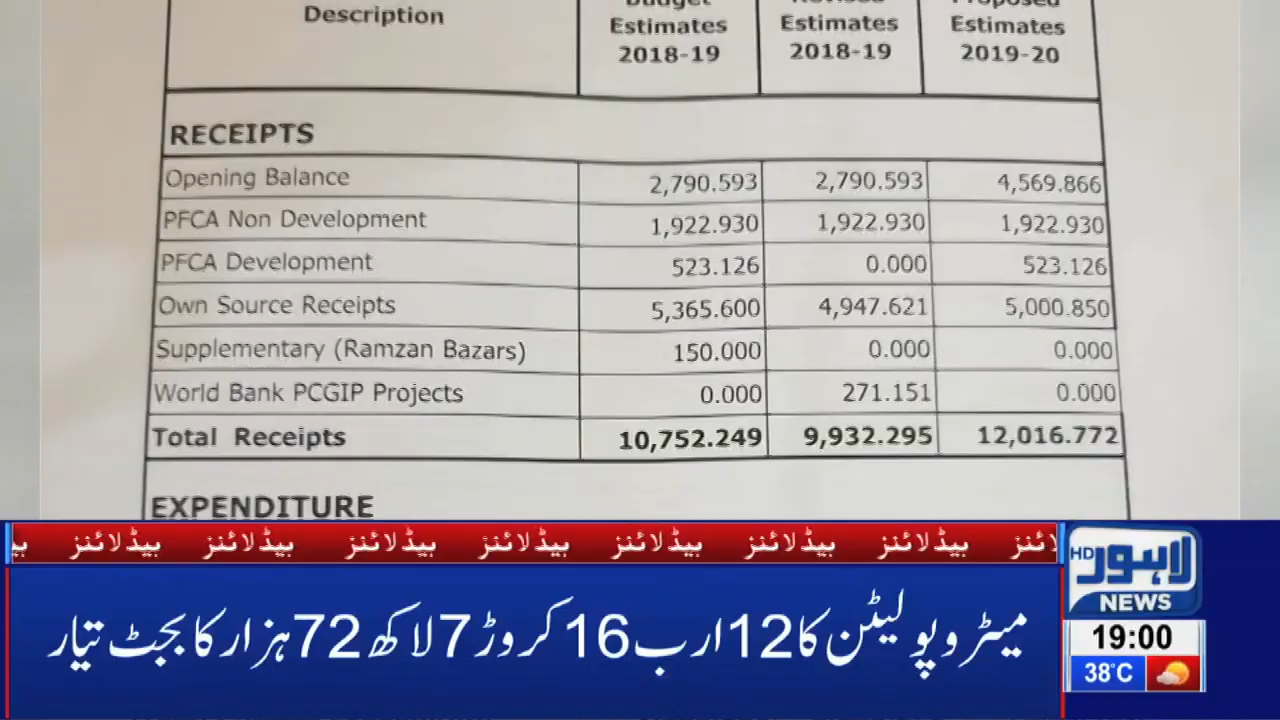 Description
Budget Estimates 2018-19
Revised Estimates 2018-19
Proposed Estimates 2019-20
RECEIPTS
Opening Balance 2,790.593 2,790.593 4,569.866
PFCA Non Development 1,922.930 1,922.930 1,922.930
PFCA Development 523.126 0.000 523.126
Own Source Receipts 5,365.600 4,947.621 5,000.850
Supplementary (Ramzan Bazars) 150.000 0.000 0.000
World Bank PCGIP Projects 0.000 271.151 0.000
Total Receipts 10,752.249 9,932.295 12,016.772
EXPENDITURE
ہیڈلائنز ہیڈلائنز ہیڈلائنز ہیڈلائنز ہیڈلائنز ہیڈلائنز ہیڈلائنز
میٹروپولیٹن کا 12 ارب 16 کروڑ 7 لاکھ 72 ہزار کا بجٹ تیار
HD لاہور
NEWS
19:00
38°C